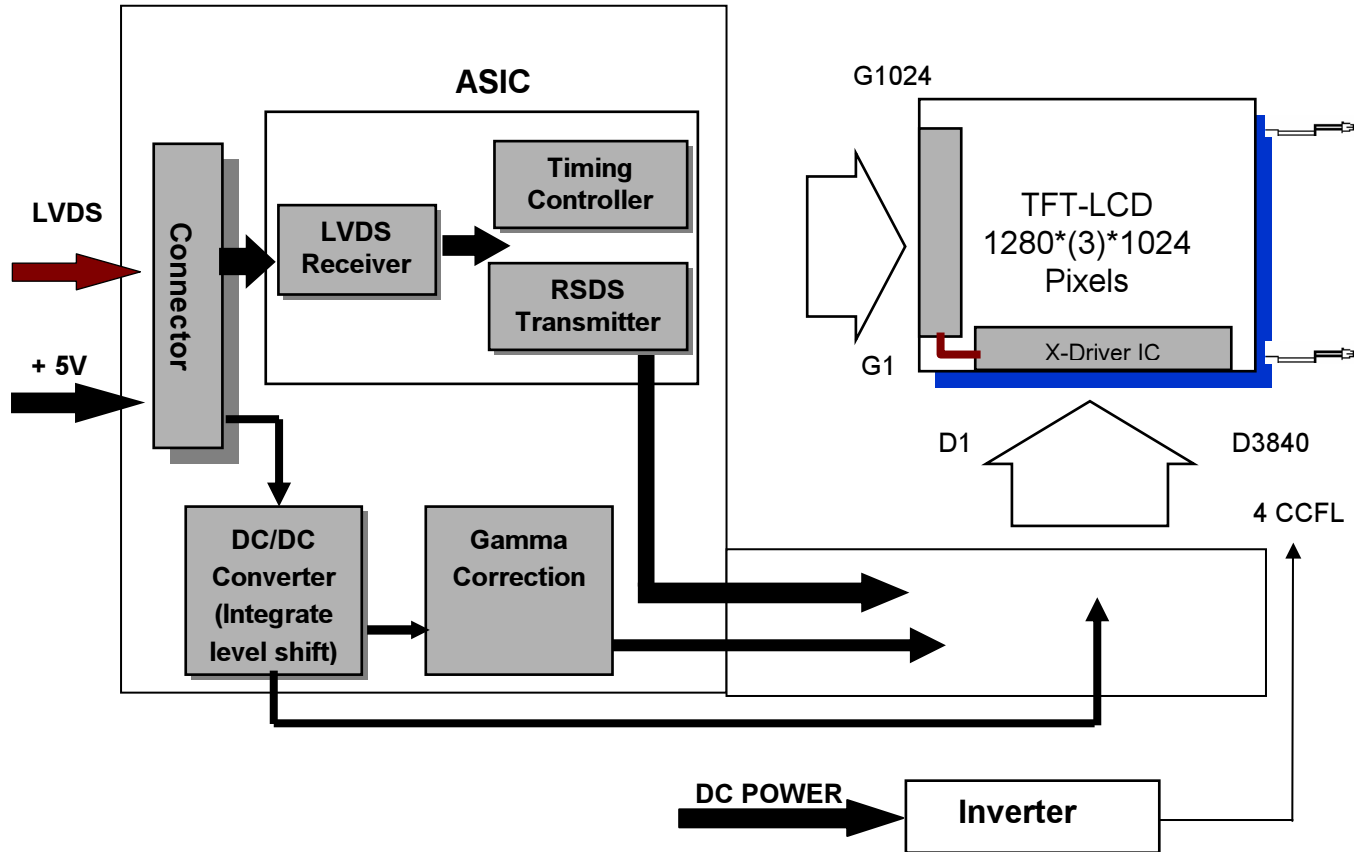 ASIC
G1024
LVDS
Connector
LVDS
Receiver
Timing
Controller
RSDS
Transmitter
TFT-LCD
1280*(3)*1024
Pixels
+ 5V
G1
X-Driver IC
D1
D3840
4 CCFL
DC/DC
Converter
(Integrate
level shift)
Gamma
Correction
DC POWER
Inverter